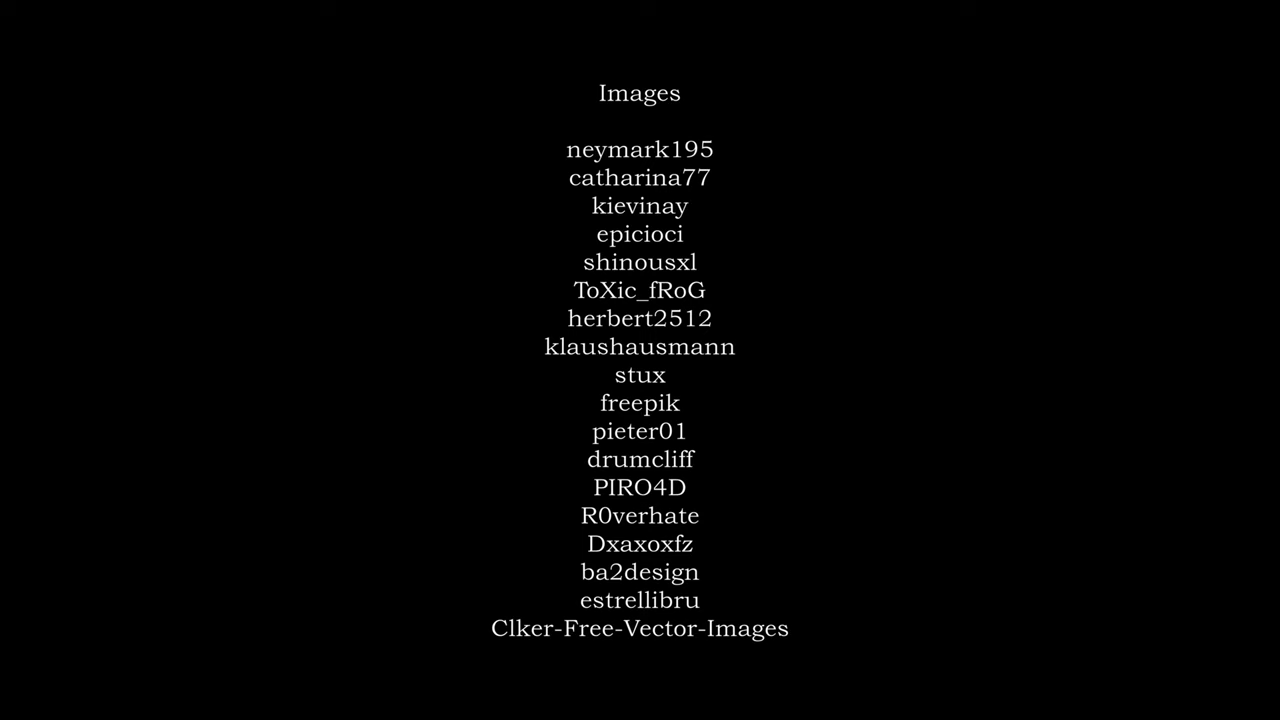 Images
neymark195
catharina77
kievinay
epicioci
shinousxl
ToXic_fRoG
herbert2512
klaushausmann
stux
freepik
pieter01
drumcliff
PIRO4D
R0verhate
Dxaxoxfz
ba2design
estrellibru
Clker-Free-Vector-Images